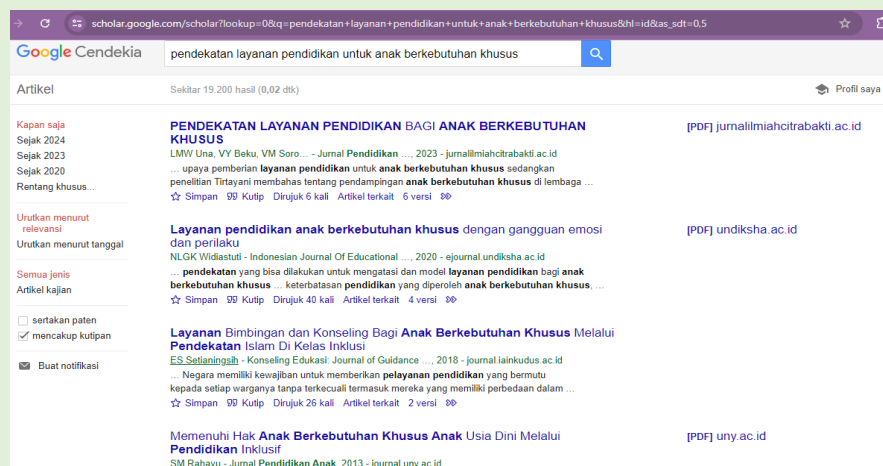 scholar.google.com/scholar?lookup=0&q=pendekatan+layanan+pendidikan+untuk+anak+berkebutuhan+khusus&hl=id&as_sdt=0,5
Google Cendekia
pendekatan layanan pendidikan untuk anak berkebutuhan khusus
Artikel
Sekitar 19.200 hasil (0,02 dtk)
Profil saya
Kapan saja
Sejak 2024
Sejak 2023
Sejak 2020
Rentang khusus...
Urutkan menurut
relevansi
Urutkan menurut tanggal
Semua jenis
Artikel kajian
sertakan paten
mencakup kutipan
Buat notifikasi
PENDEKATAN LAYANAN PENDIDIKAN BAGI ANAK BERKEBUTUHAN
KHUSUS
LMW Una, VY Beku, VM Soro... - Jurnal Pendidikan ..., 2023 - jurnalilmiahcitrabakti.ac.id
... upaya pemberian layanan pendidikan untuk anak berkebutuhan khusus sedangkan
penelitian Tirtayani membahas tentang pendampingan anak berkebutuhan khusus di lembaga ...
Simpan Kutip Dirujuk 6 kali Artikel terkait 6 versi
[PDF] jurnalilmiahcitrabakti.ac.id
Layanan pendidikan anak berkebutuhan khusus dengan gangguan emosi
dan perilaku
NLGK Widiastuti - Indonesian Journal Of Educational ..., 2020 - ejournal.undiksha.ac.id
... pendekatan yang bisa dilakukan untuk mengatasi dan model layanan pendidikan bagi anak
berkebutuhan khusus ... keterbatasan pendidikan yang diperoleh anak berkebutuhan khusus, ...
Simpan Kutip Dirujuk 40 kali Artikel terkait 4 versi
[PDF] undiksha.ac.id
Layanan Bimbingan dan Konseling Bagi Anak Berkebutuhan Khusus Melalui
Pendekatan Islam Di Kelas Inklusi
ES Setianingsih - Konseling Edukasi: Journal of Guidance ..., 2018 - journal.iainkudus.ac.id
... Negara memiliki kewajiban untuk memberikan pelayanan pendidikan yang bermutu
kepada setiap warganya tanpa terkecuali termasuk mereka yang memiliki perbedaan dalam ...
Simpan Kutip Dirujuk 26 kali Artikel terkait 2 versi
Memenuhi Hak Anak Berkebutuhan Khusus Anak Usia Dini Melalui
Pendidikan Inklusif
SM Rahayu - Jurnal Pendidikan Anak, 2013 - journal.uny.ac.id
[PDF] uny.ac.id